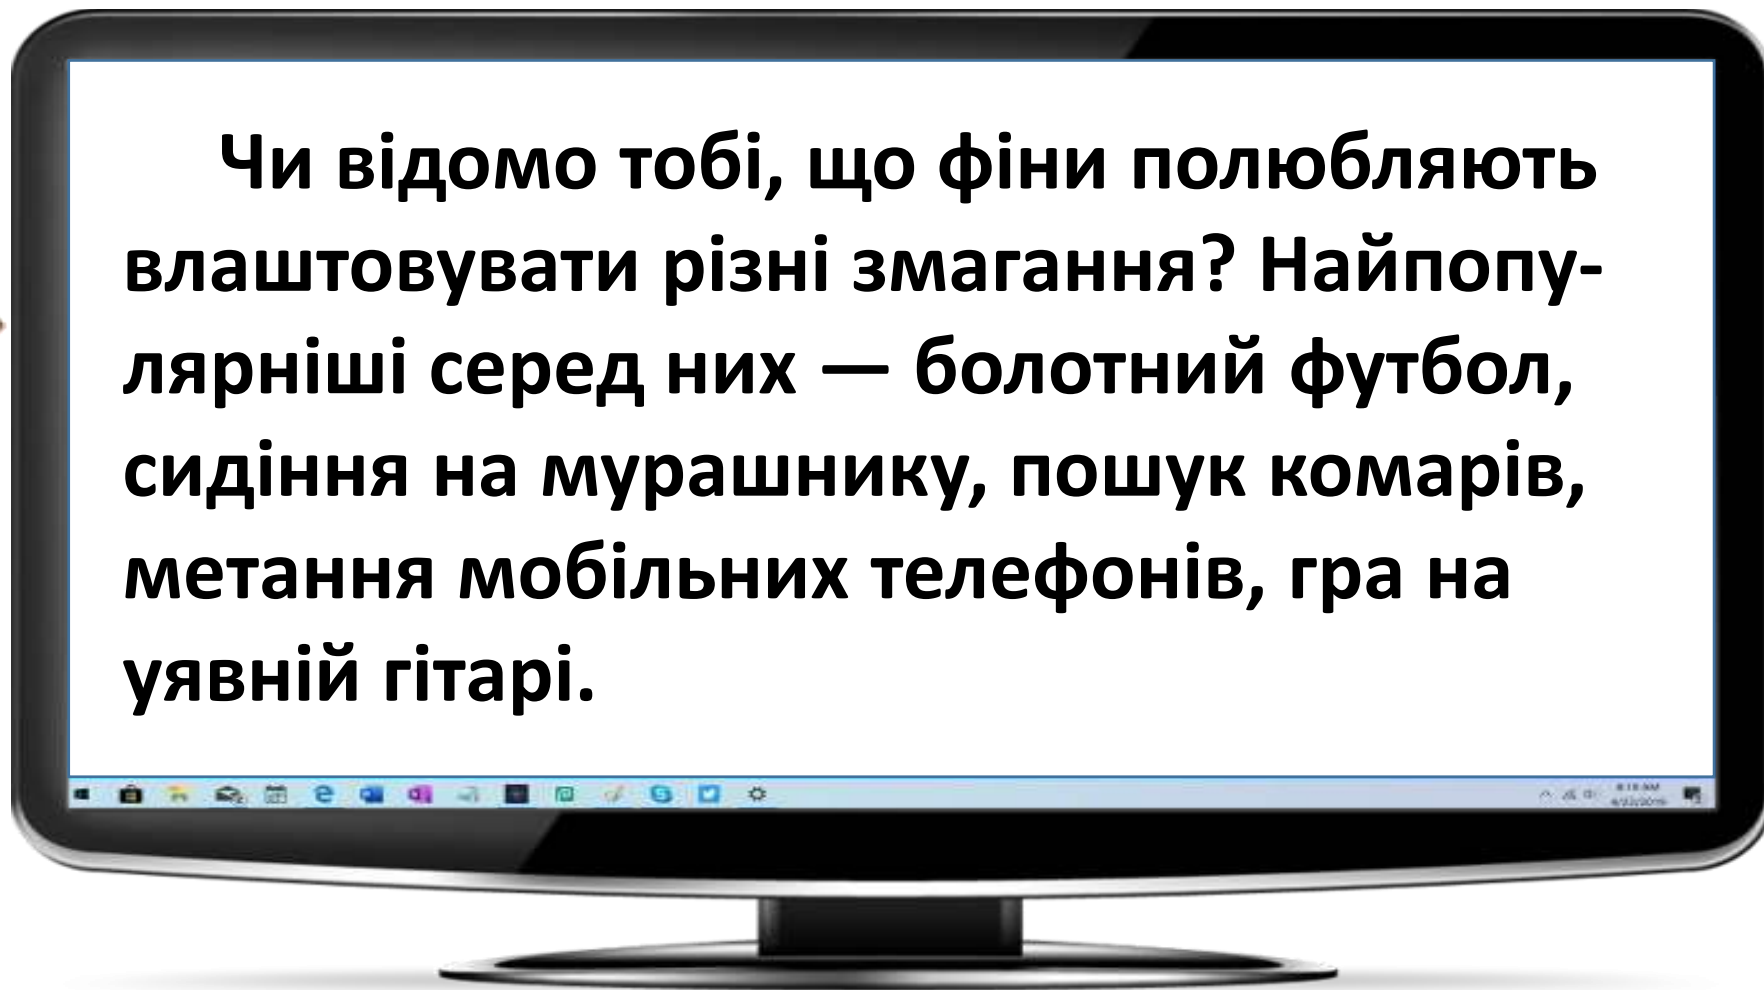 Чи відомо тобі, що фіни полюбляють
влаштовувати різні змагання? Найпопу-
лярніші серед них — болотний футбол,
сидіння на мурашнику, пошук комарів,
метання мобільних телефонів, гра на
уявній гітарі.